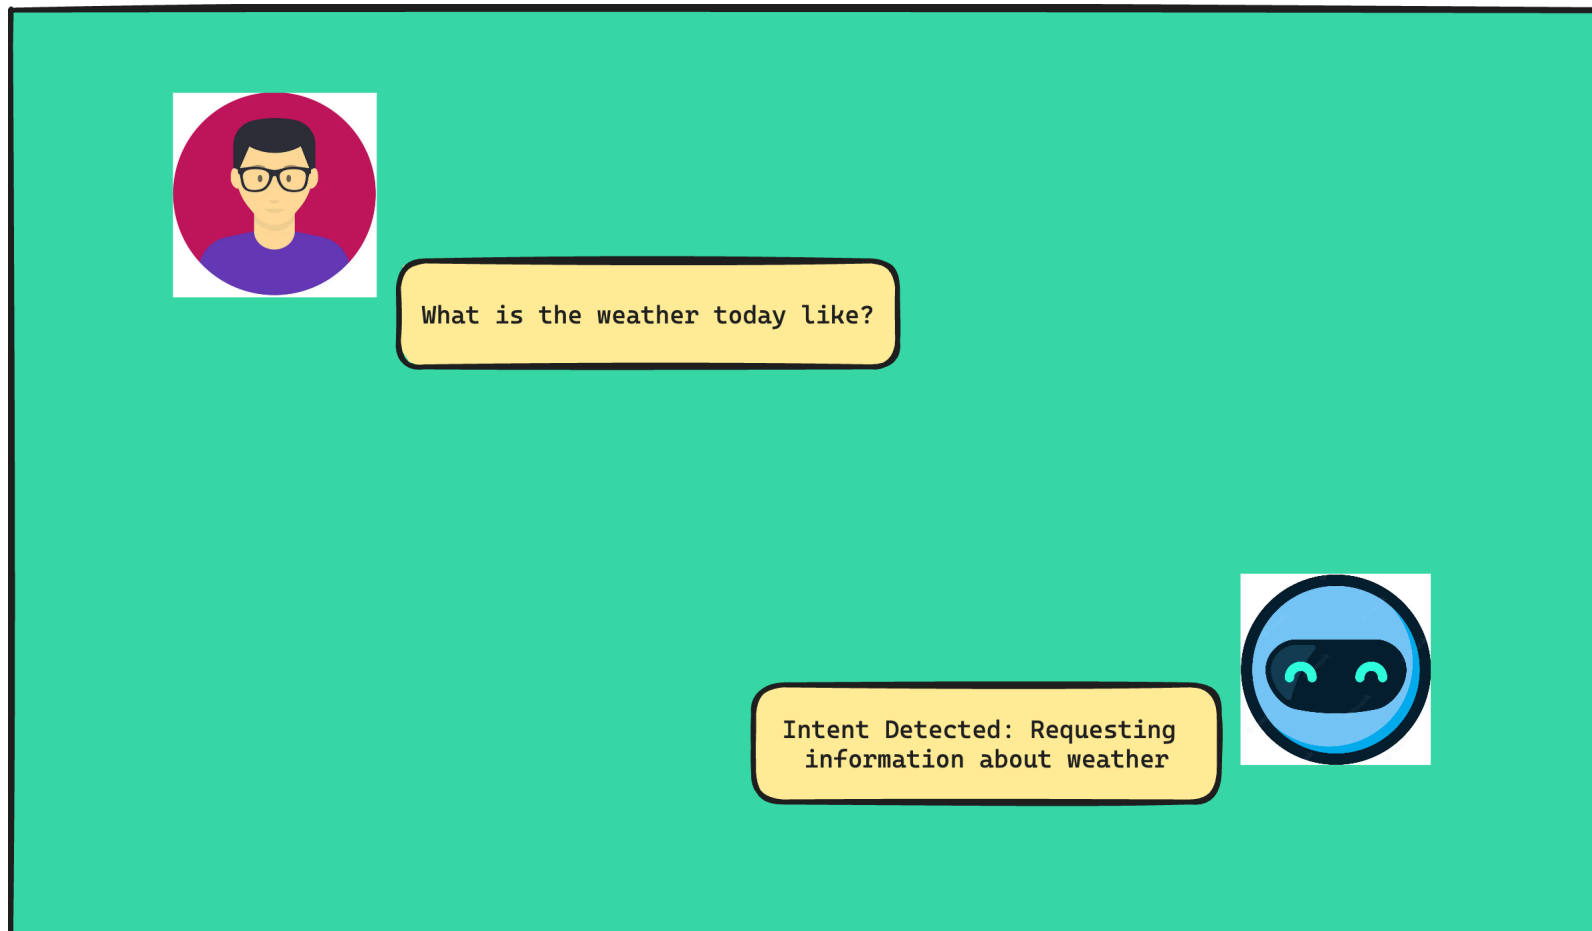 What is the weather today like?
Intent Detected: Requesting
information about weather